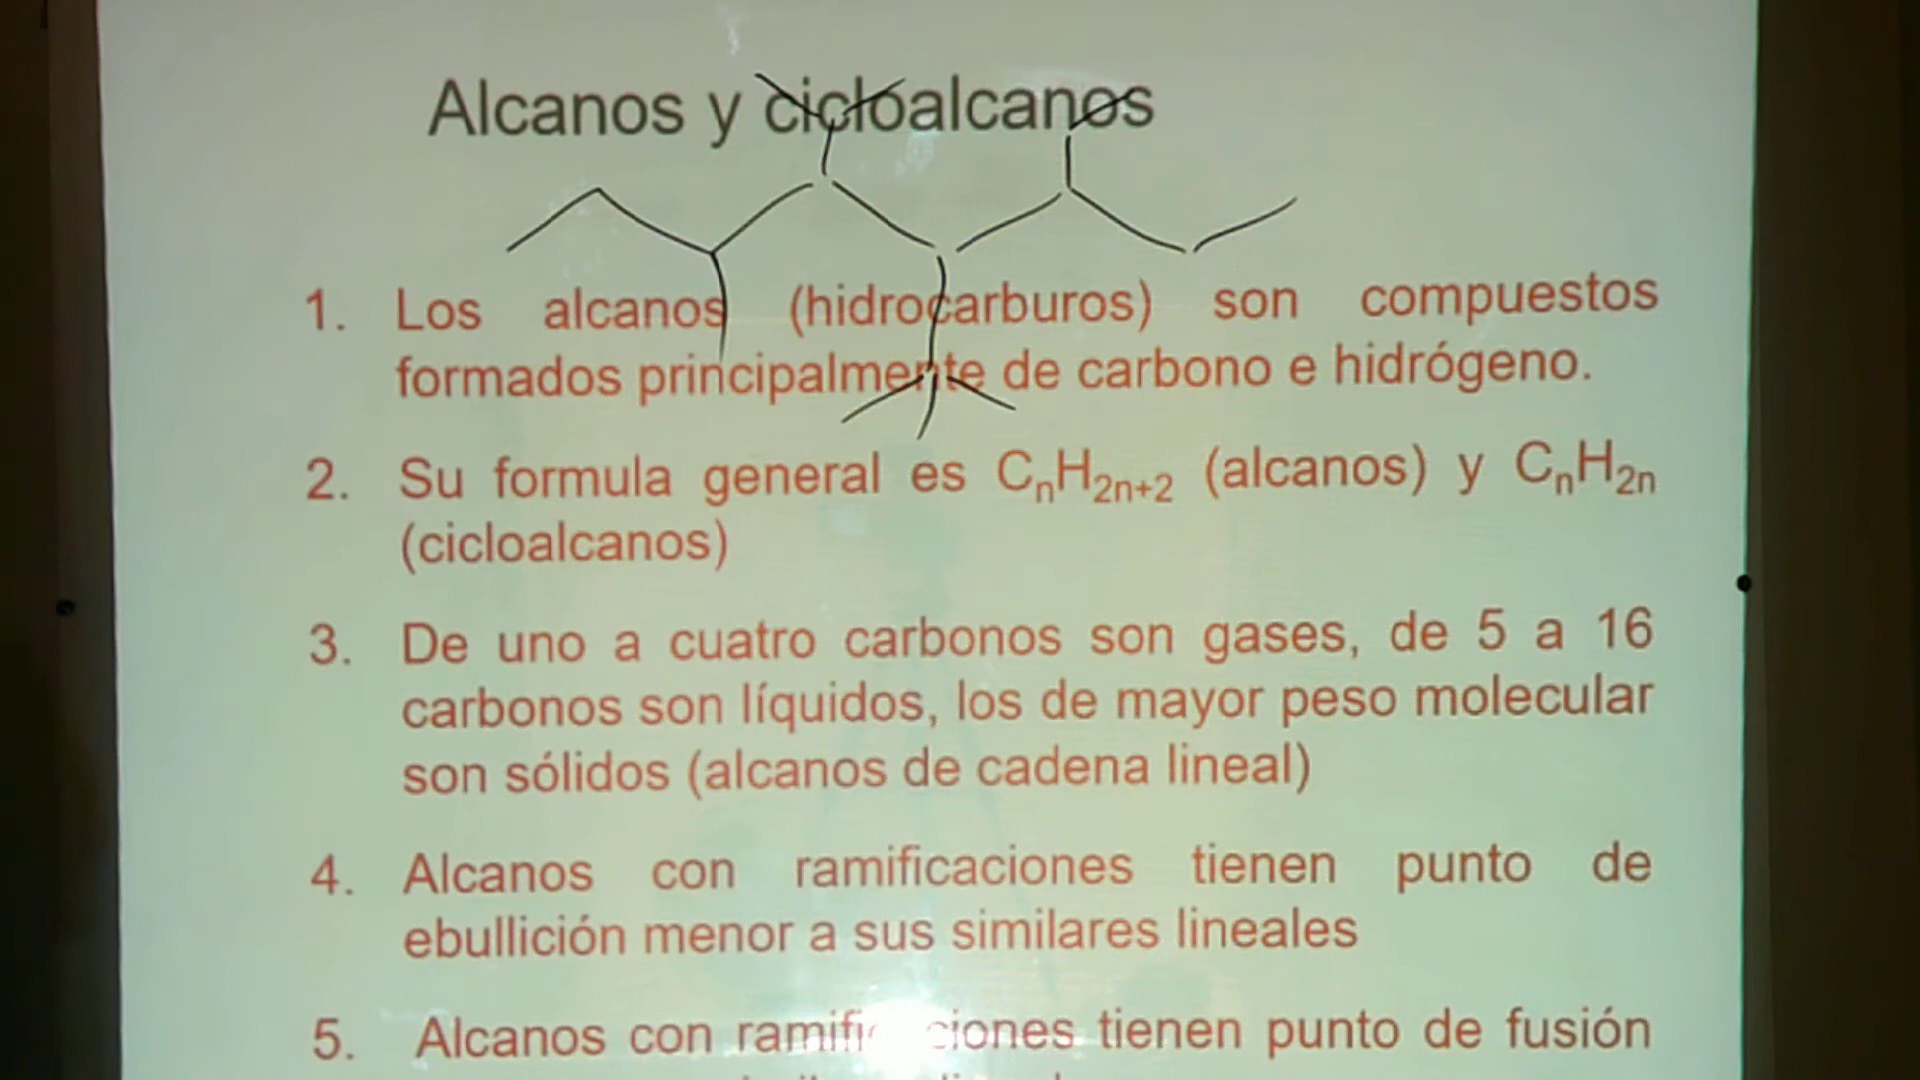 Alcanos y cicloalcanos
1. Los alcanos (hidrocarburos) son compuestos
formados principalmente de carbono e hidrógeno.
2. Su formula general es CnH2n+2 (alcanos) y CnH2n
(cicloalcanos)
3. De uno a cuatro carbonos son gases, de 5 a 16
carbonos son líquidos, los de mayor peso molecular
son sólidos (alcanos de cadena lineal)
4. Alcanos con ramificaciones tienen punto de
ebullición menor a sus similares lineales
5. Alcanos con ramificaciones tienen punto de fusión